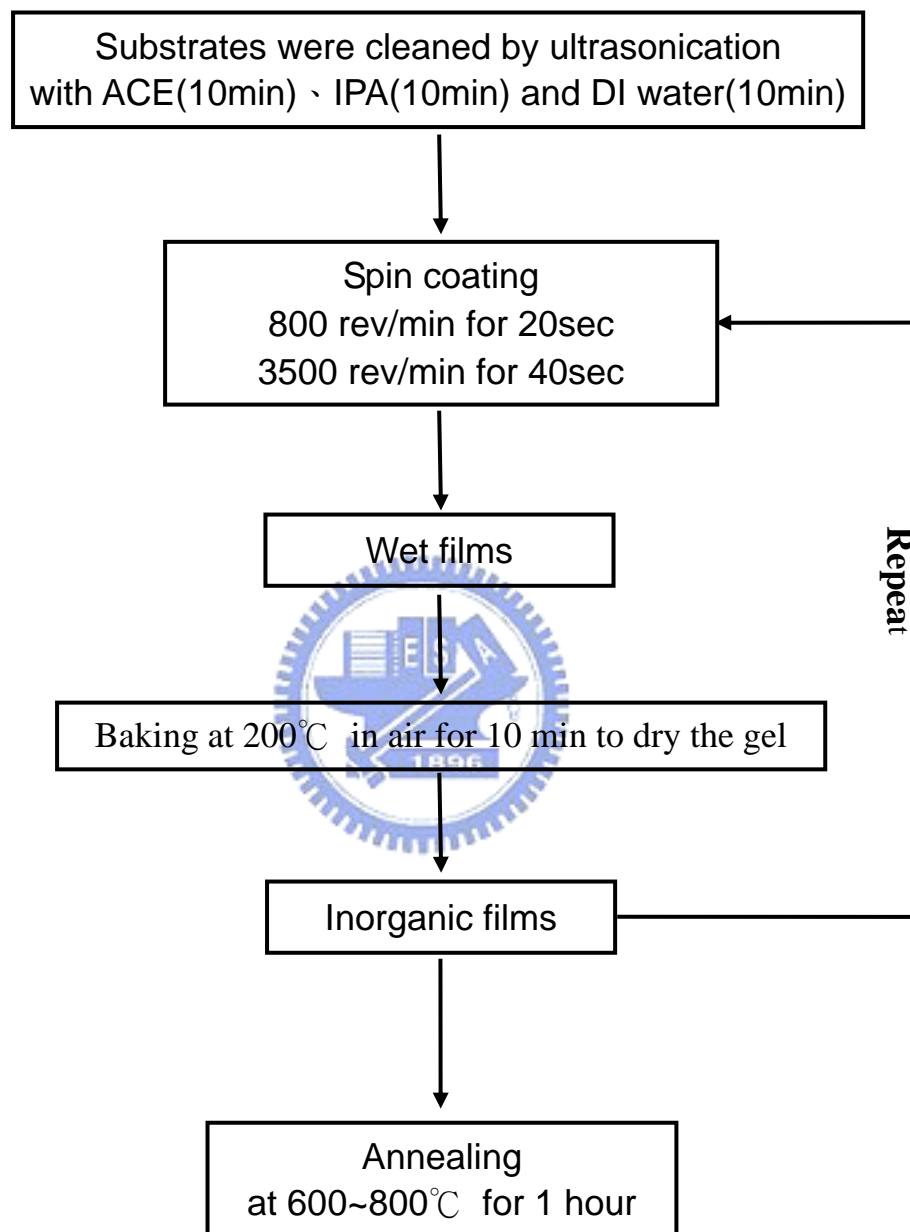 Substrates were cleaned by ultrasonication
with ACE(10min)、IPA(10min) and DI water(10min)
Spin coating
800 rev/min for 20sec
3500 rev/min for 40sec
Wet films
Repeat
E S A
Baking at 200℃ in air for 10 min to dry the gel
1896
Inorganic films
Annealing
at 600~800℃ for 1 hour